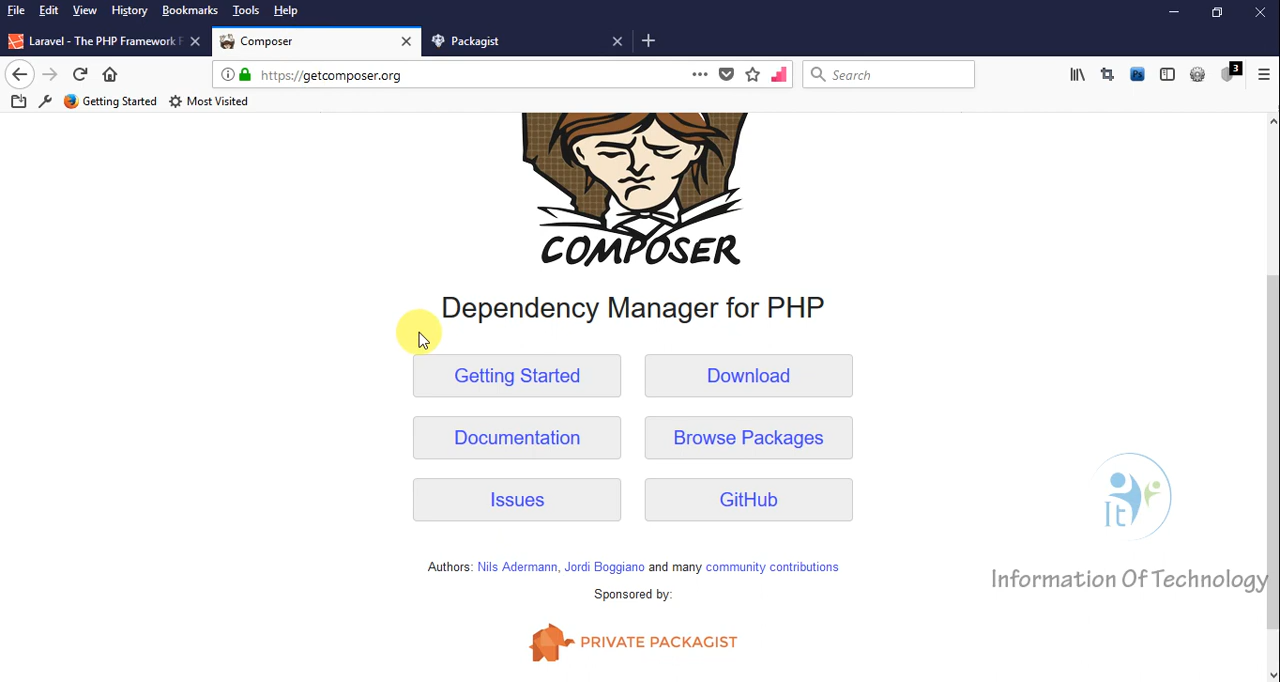 File Edit View History Bookmarks Tools Help
Laravel - The PHP Framework F
Composer
Packagist
https://getcomposer.org
Search
3
Getting Started
Most Visited
COMPOSER
Dependency Manager for PHP
Getting Started Download
Documentation Browse Packages
Issues GitHub
Authors: Nils Adermann, Jordi Boggiano and many community contributions
Sponsored by:
PRIVATE PACKAGIST
It
Information Of Technology
Ps